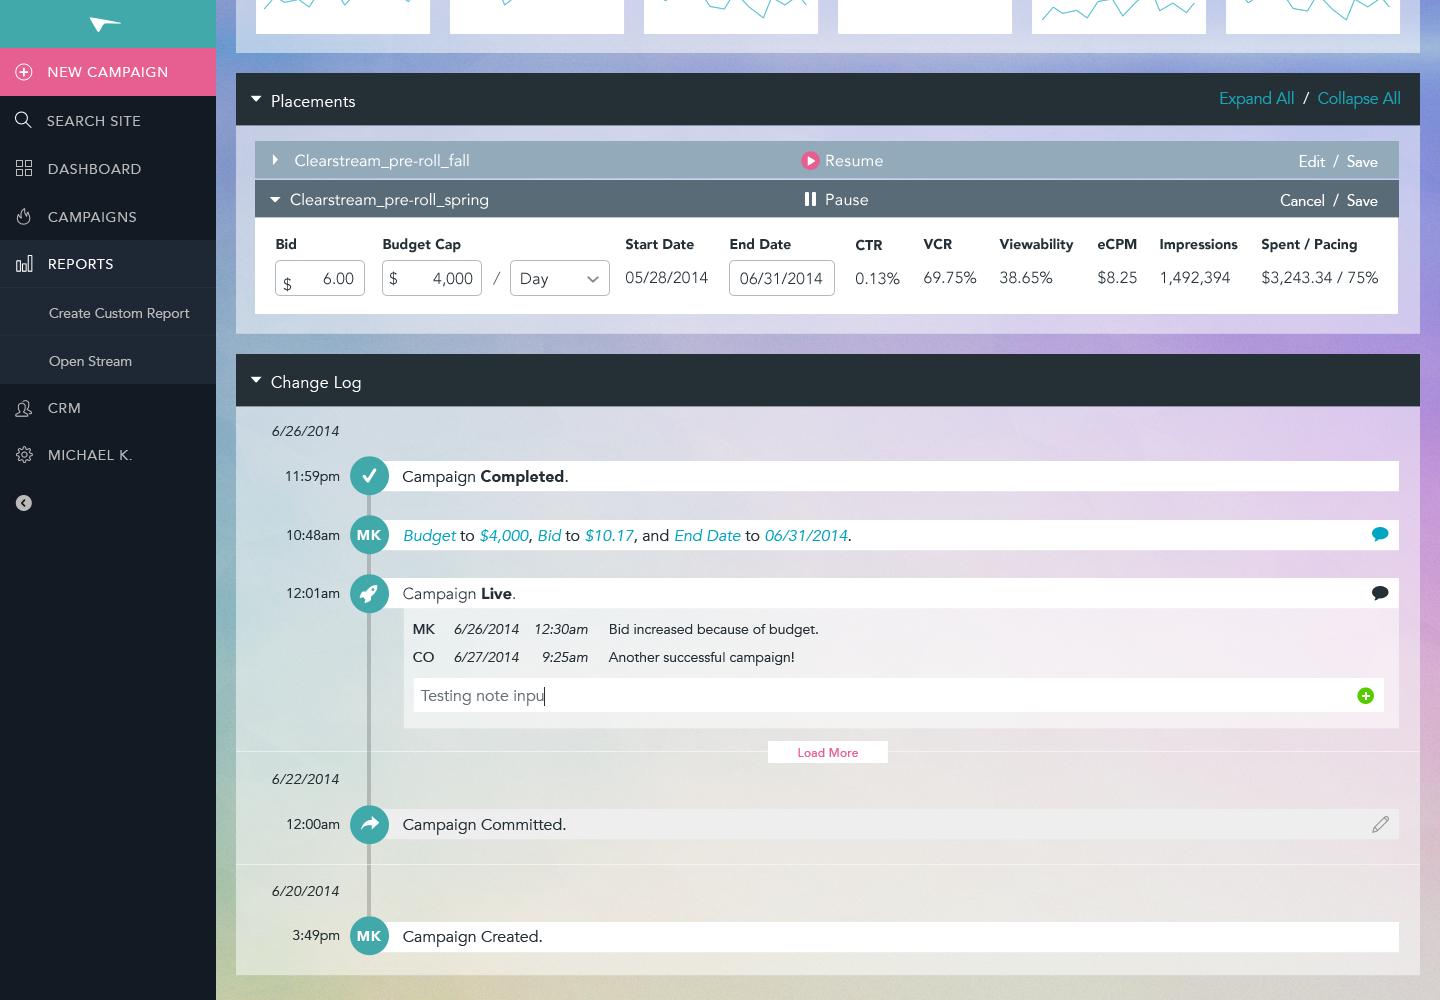 NEW CAMPAIGN
SEARCH SITE
DASHBOARD
CAMPAIGNS
REPORTS
Create Custom Report
Open Stream
CRM
MICHAEL K.
Placements
Expand All / Collapse All
Clearstream_pre-roll_fall Resume Edit / Save
Clearstream_pre-roll_spring Pause Cancel / Save
Bid Budget Cap Start Date End Date CTR VCR Viewability eCPM Impressions Spent / Pacing
$ 6.00 $ 4,000 / Day 05/28/2014 06/31/2014 0.13% 69.75% 38.65% $8.25 1,492,394 $3,243.34 / 75%
Change Log
6/26/2014
11:59pm Campaign Completed.
10:48am MK Budget to $4,000, Bid to $10.17, and End Date to 06/31/2014.
12:01am Campaign Live.
MK 6/26/2014 12:30am Bid increased because of budget.
CO 6/27/2014 9:25am Another successful campaign!
Testing note inpu
Load More
6/22/2014
12:00am Campaign Committed.
6/20/2014
3:49pm MK Campaign Created.